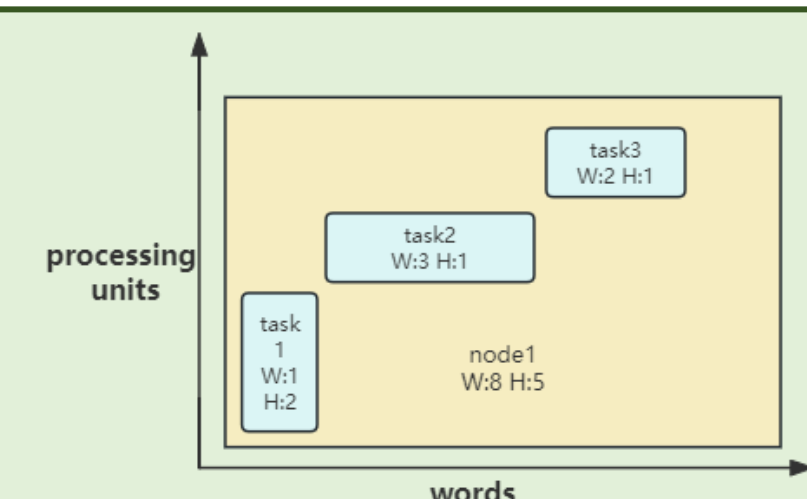 task3
W:2 H:1
task2
W:3 H:1
processing
units
task
1
W:1
H:2
node1
W:8 H:5
words